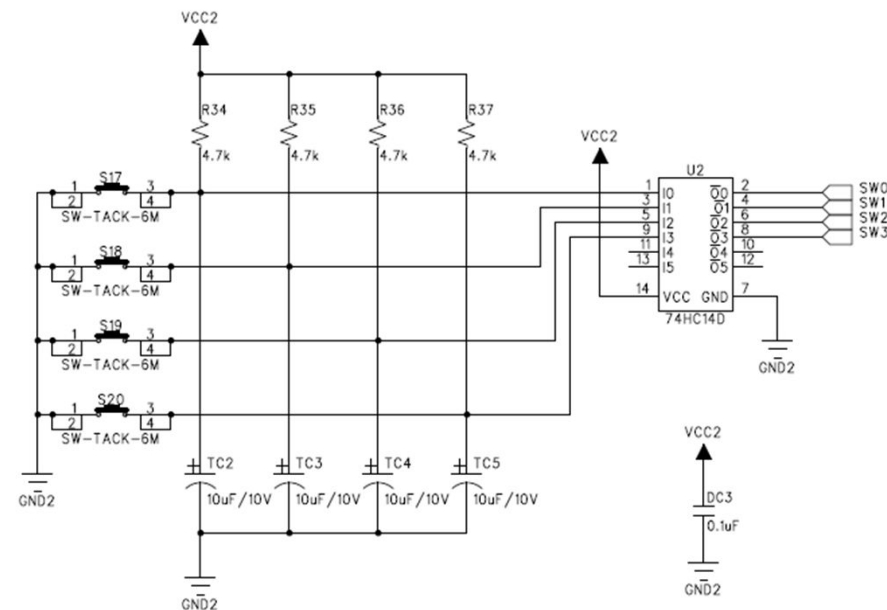 VCC2
R34 R35 R36 R37
4.7k 4.7k 4.7k 4.7k
VCC2
U2
S17
1 3
2 4
SW-TACK-6M
1 I0 O0 2 SW0
3 I1 O1 4 SW1
5 I2 O2 6 SW2
9 I3 O3 8 SW3
11 I4 O4 10
13 I5 O5 12
14 VCC GND 7
74HC14D
GND2
S18
1 3
2 4
SW-TACK-6M
S19
1 3
2 4
SW-TACK-6M
S20
1 3
2 4
SW-TACK-6M
GND2
+ TC2 + TC3 + TC4 + TC5
10uF/10V 10uF/10V 10uF/10V 10uF/10V
GND2
VCC2
DC3
0.1uF
GND2